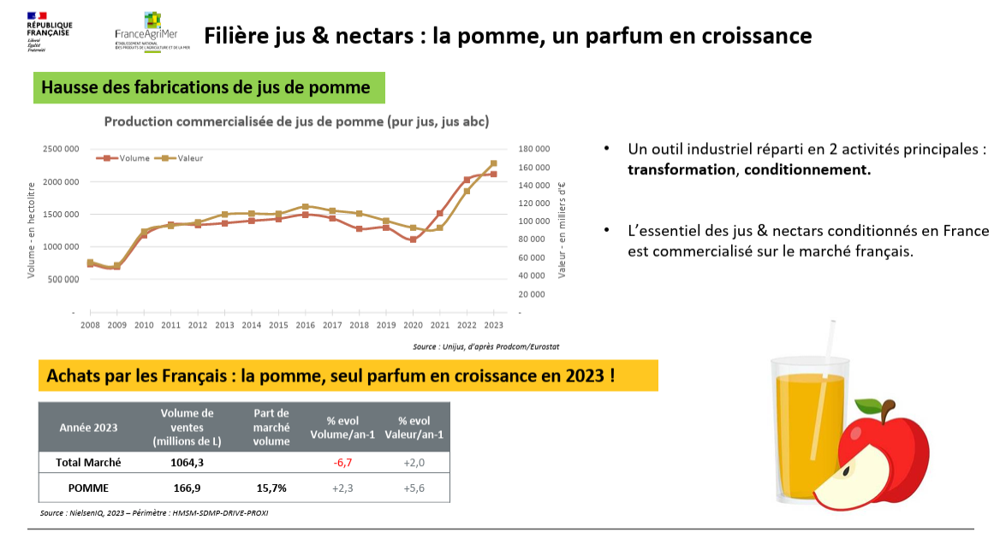 RÉPUBLIQUE
FRANÇAISE
Liberté
Égalité
Fraternité
FranceAgriMer
ÉTABLISSEMENT NATIONAL
DES PRODUITS DE L'AGRICULTURE ET DE LA MER
Filière jus & nectars : la pomme, un parfum en croissance
Hausse des fabrications de jus de pomme
Production commercialisée de jus de pomme (pur jus, jus abc)
Volume Valeur
Volume - en hectolitre
2500 000
2000 000
1500 000
1000 000
500 000
-
180 000
160 000
140 000
120 000
100 000
80 000
60 000
40 000
20 000
-
Valeur - en milliers d'€
2008 2009 2010 2011 2012 2013 2014 2015 2016 2017 2018 2019 2020 2021 2022 2023
Source : Unijus, d'après Prodcom/Eurostat
• Un outil industriel réparti en 2 activités principales :
transformation, conditionnement.
• L'essentiel des jus & nectars conditionnés en France
est commercialisé sur le marché français.
Achats par les Français : la pomme, seul parfum en croissance en 2023 !
Année 2023
Volume de
ventes
(millions de L)
Part de
marché
volume
% evol
Volume/an-1
% evol
Valeur/an-1
Total Marché 1064,3 -6,7 +2,0
POMME 166,9 15,7% +2,3 +5,6
Source : NielsenIQ, 2023 – Périmètre : HMSM-SDMP-DRIVE-PROXI